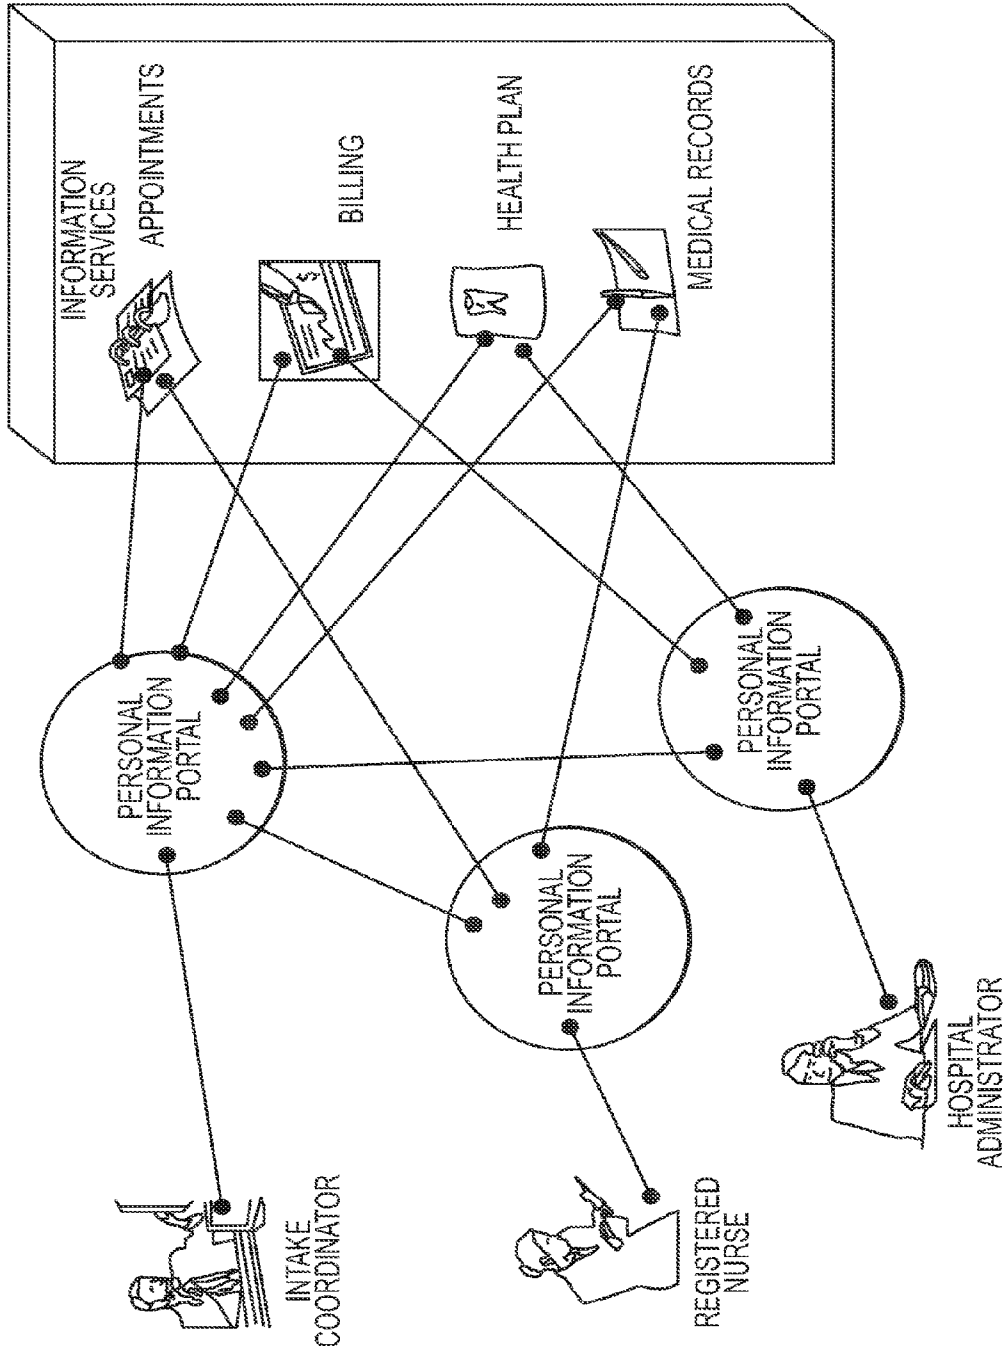 INFORMATION
SERVICES
APPOINTMENTS
BILLING
$
HEALTH PLAN
MEDICAL RECORDS
PERSONAL
INFORMATION
PORTAL
PERSONAL
INFORMATION
PORTAL
PERSONAL
INFORMATION
PORTAL
INTAKE
COORDINATOR
REGISTERED
NURSE
HOSPITAL
ADMINISTRATOR